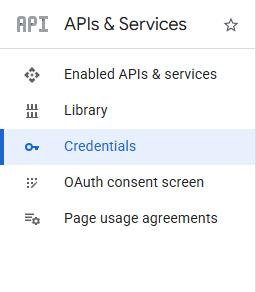 API APIs & Services
Enabled APIs & services
Library
Credentials
OAuth consent screen
Page usage agreements